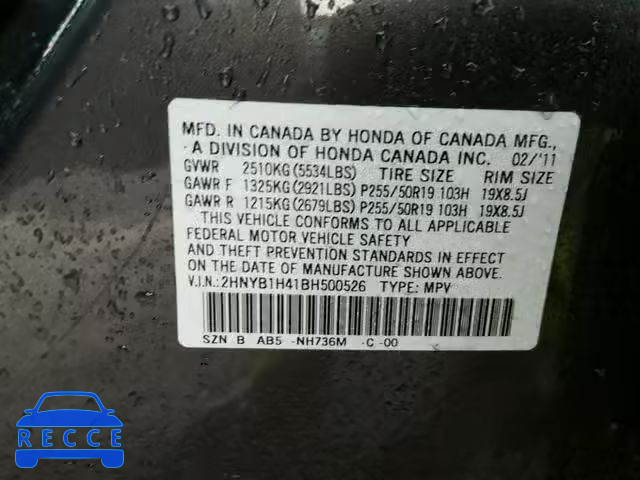 MFD. IN CANADA BY HONDA OF CANADA MFG.,
A DIVISION OF HONDA CANADA INC. 02/'11
GVWR 2510KG(5534LBS) TIRE SIZE RIM SIZE
GAWR F 1325KG(2921LBS) P255/50R19 103H 19X8.5J
GAWR R 1215KG(2679LBS) P255/50R19 103H 19X8.5J
THIS VEHICLE CONFORMS TO ALL APPLICABLE
FEDERAL MOTOR VEHICLE SAFETY
AND THEFT PREVENTION STANDARDS IN EFFECT
ON THE DATE OF MANUFACTURE SHOWN ABOVE.
V.I.N.:2HNYB1H41BH500526 TYPE: MPV
SZN B AB5 -NH736M -C -00
RECCE